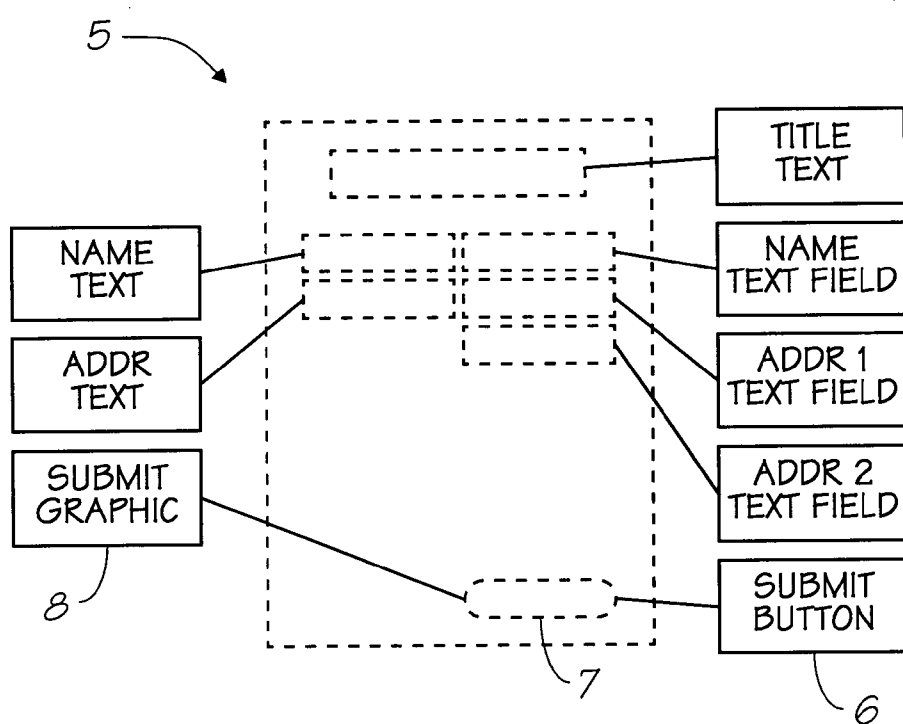 5
TITLE
TEXT
NAME
TEXT
NAME
TEXT FIELD
ADDR
TEXT
ADDR 1
TEXT FIELD
SUBMIT
GRAPHIC
ADDR 2
TEXT FIELD
8
7
SUBMIT
BUTTON
6